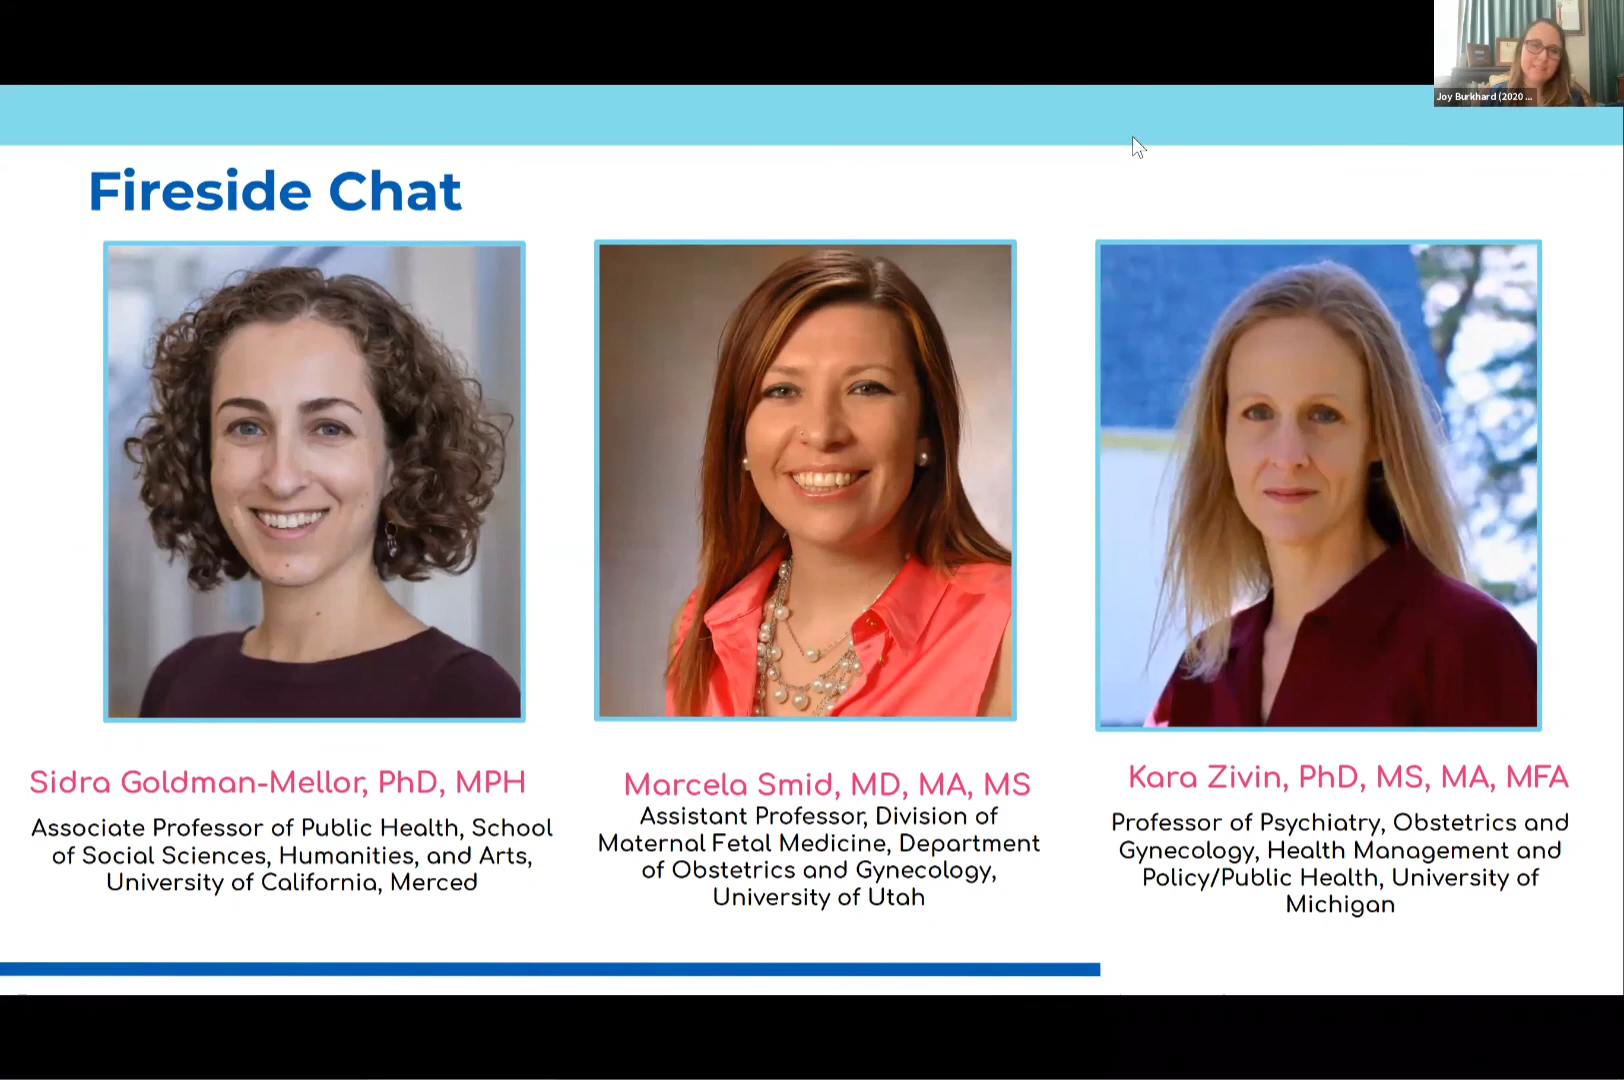 Joy Burkhard (2020 ...
Fireside Chat
Sidra Goldman-Mellor, PhD, MPH
Associate Professor of Public Health, School
of Social Sciences, Humanities, and Arts,
University of California, Merced
Marcela Smid, MD, MA, MS
Assistant Professor, Division of
Maternal Fetal Medicine, Department
of Obstetrics and Gynecology,
University of Utah
Kara Zivin, PhD, MS, MA, MFA
Professor of Psychiatry, Obstetrics and
Gynecology, Health Management and
Policy/Public Health, University of
Michigan